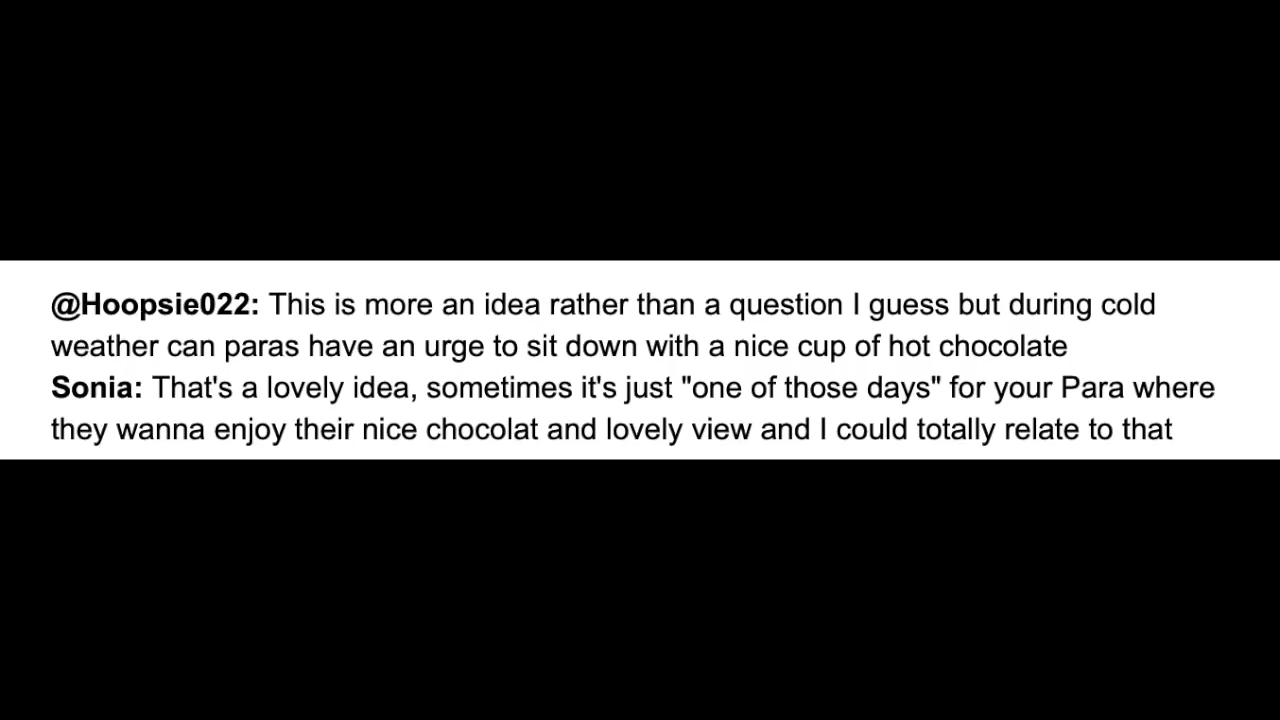 @Hoopsie022: This is more an idea rather than a question I guess but during cold
weather can paras have an urge to sit down with a nice cup of hot chocolate
Sonia: That's a lovely idea, sometimes it's just "one of those days" for your Para where
they wanna enjoy their nice chocolat and lovely view and I could totally relate to that